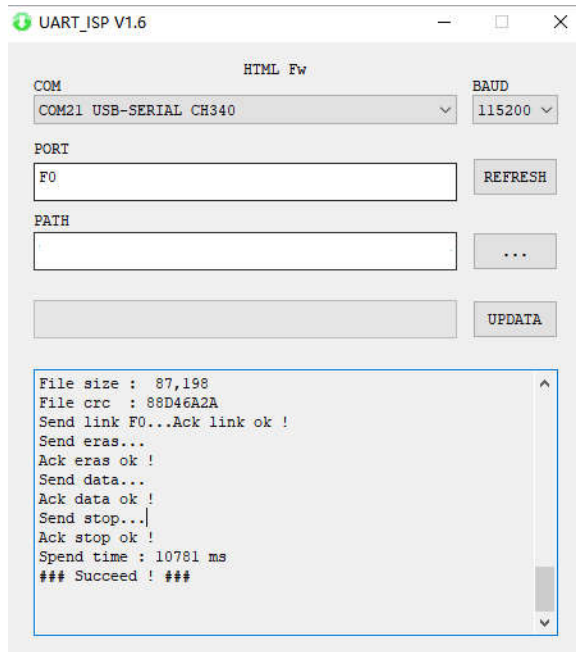 UART_ISP V1.6
HTML Fw
COM
BAUD
COM21 USB-SERIAL CH340
115200
PORT
F0
REFRESH
PATH
...
UPDATA
File size :  87,198
File crc  : 88D46A2A
Send link F0...Ack link ok !
Send eras...
Ack eras ok !
Send data...
Ack data ok !
Send stop...
Ack stop ok !
Spend time : 10781 ms
### Succeed ! ###